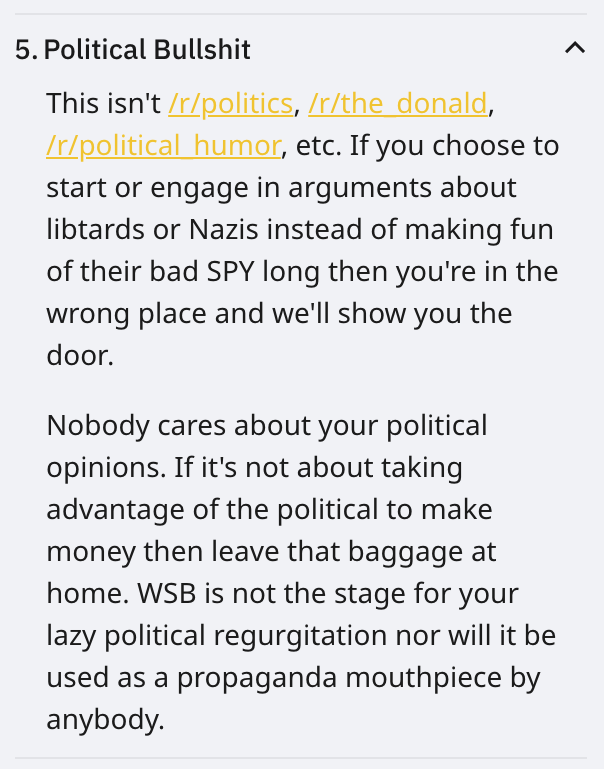 5. Political Bullshit
This isn't /r/politics, /r/the_donald,
/r/political_humor, etc. If you choose to
start or engage in arguments about
libtards or Nazis instead of making fun
of their bad SPY long then you're in the
wrong place and we'll show you the
door.
Nobody cares about your political
opinions. If it's not about taking
advantage of the political to make
money then leave that baggage at
home. WSB is not the stage for your
lazy political regurgitation nor will it be
used as a propaganda mouthpiece by
anybody.